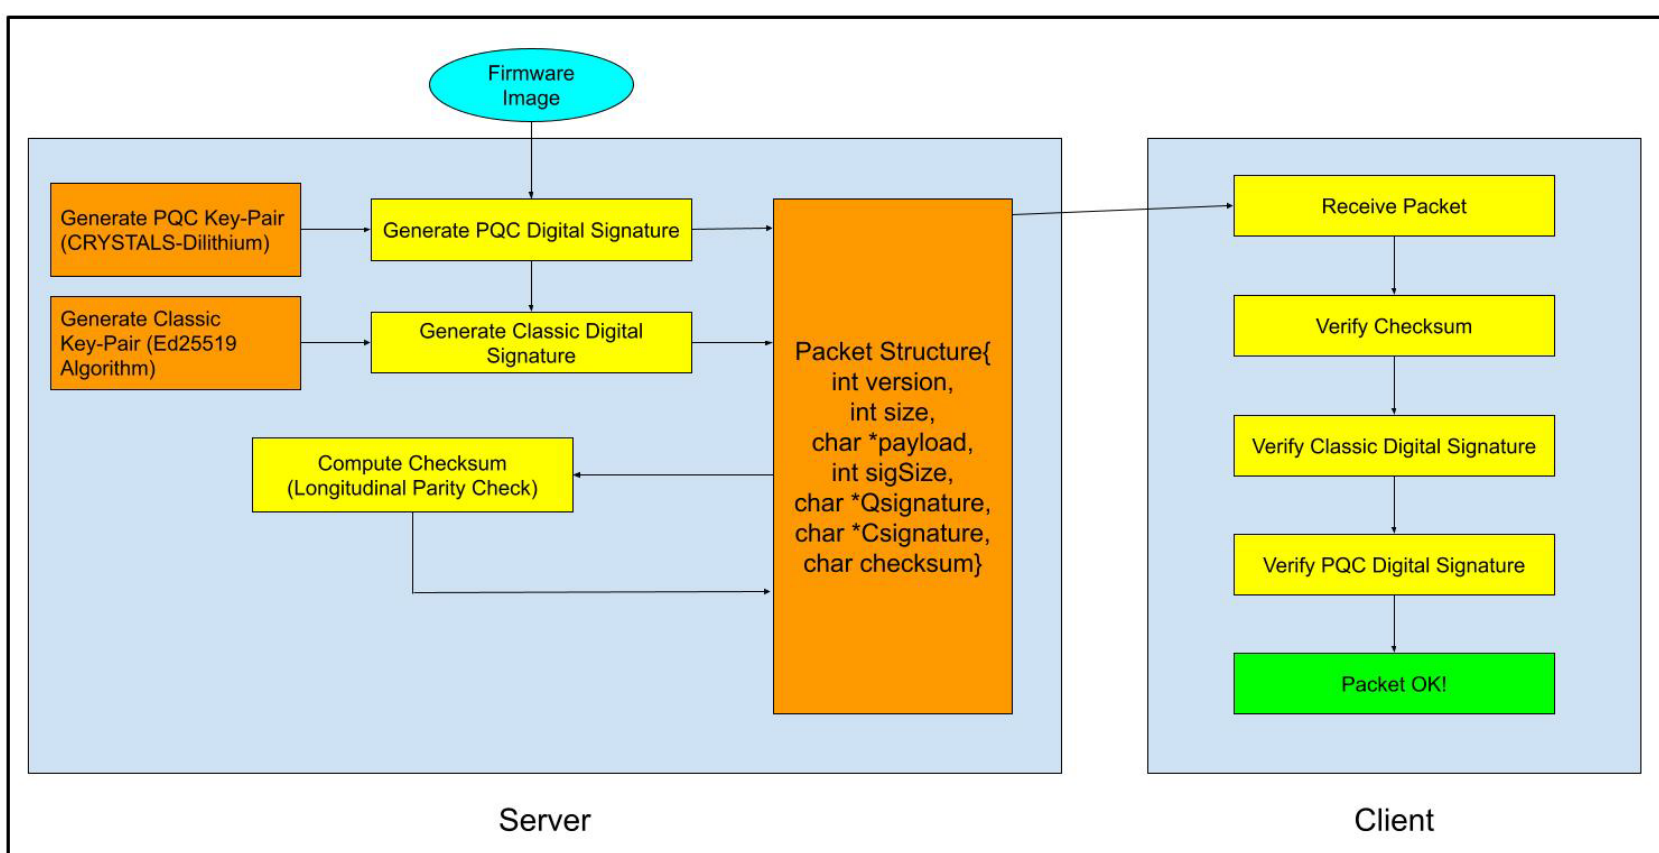 Firmware
Image
Generate PQC Key-Pair
(CRYSTALS-Dilithium)
Generate PQC Digital Signature
Generate Classic
Key-Pair (Ed25519
Algorithm)
Generate Classic Digital
Signature
Compute Checksum
(Longitudinal Parity Check)
Packet Structure{
int version,
int size,
char *payload,
int sigSize,
char *Qsignature,
char *Csignature,
char checksum}
Server
Receive Packet
Verify Checksum
Verify Classic Digital Signature
Verify PQC Digital Signature
Packet OK!
Client